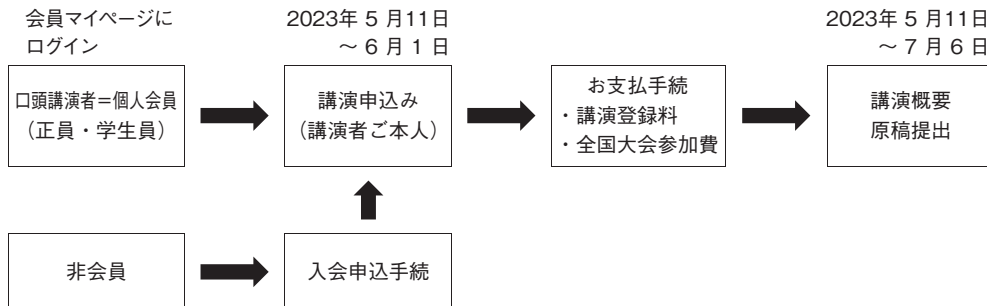 会員マイページに
ログイン
口頭講演者＝個人会員
（正員・学生員）
2023年 5 月11日
～ 6 月 1 日
講演申込み
（講演者ご本人）
お支払手続
・講演登録料
・全国大会参加費
2023年 5 月11日
～ 7 月 6 日
講演概要
原稿提出
非会員
入会申込手続